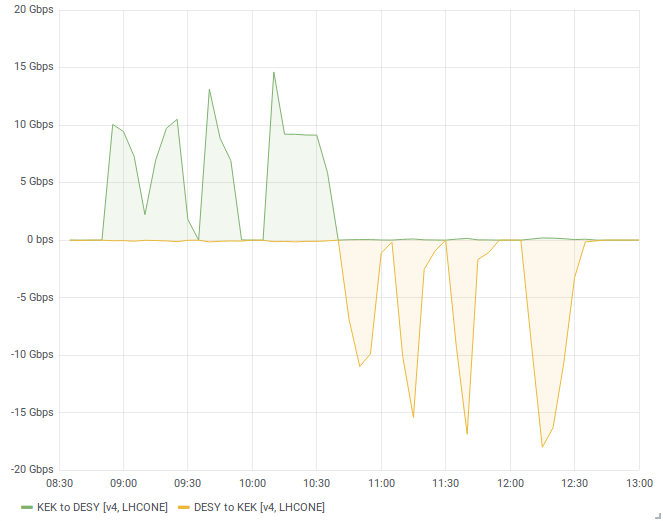 20 Gbps
15 Gbps
10 Gbps
5 Gbps
0 bps
-5 Gbps
-10 Gbps
-15 Gbps
-20 Gbps
08:30 09:00 09:30 10:00 10:30 11:00 11:30 12:00 12:30 13:00
KEK to DESY [v4, LHCONE] DESY to KEK [v4, LHCONE]